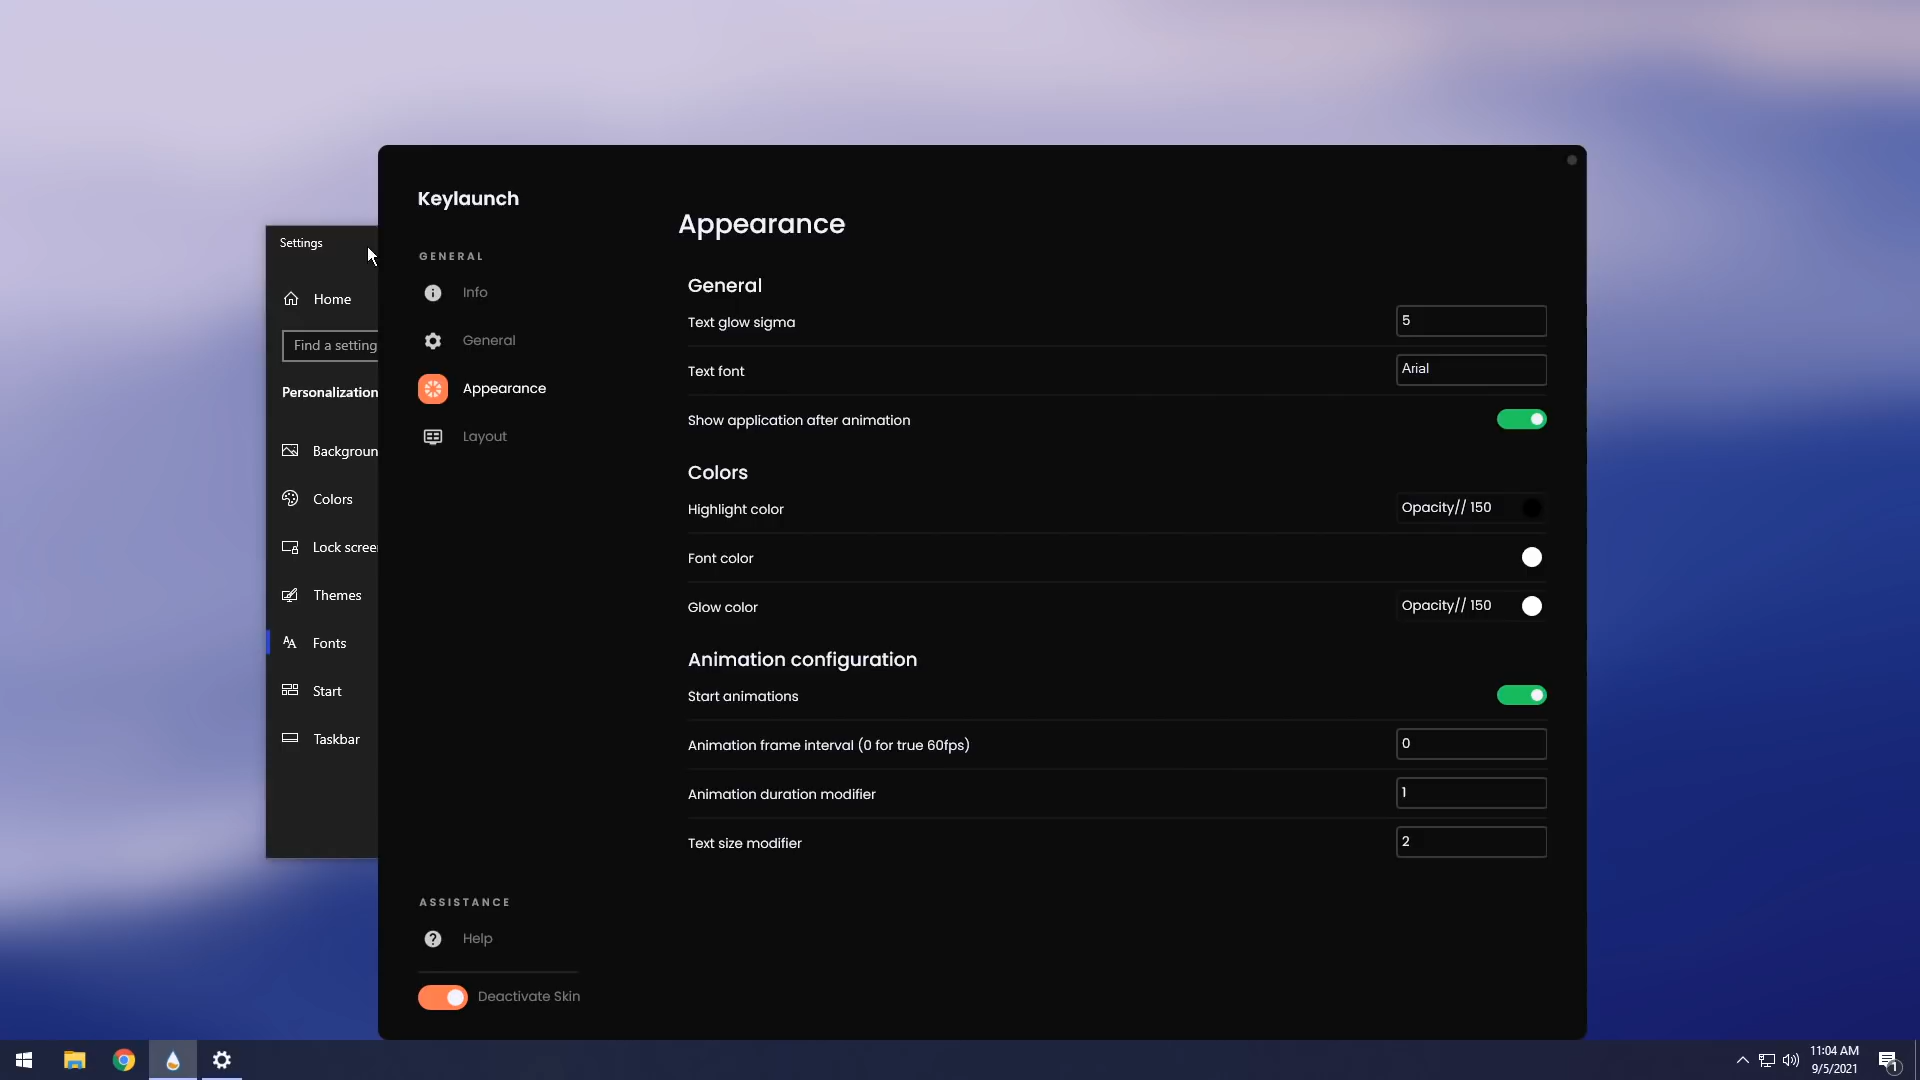 Settings
Home
Find a setting
Personalization
Backgroun
Colors
Lock scree
Themes
Fonts
Start
Taskbar
Keylaunch
GENERAL
Info
General
Appearance
Layout
ASSISTANCE
Help
Deactivate Skin
Appearance
General
Text glow sigma 5
Text font Arial
Show application after animation
Colors
Highlight color Opacity// 150
Font color
Glow color Opacity// 150
Animation configuration
Start animations
Animation frame interval (0 for true 60fps) 0
Animation duration modifier 1
Text size modifier 2
11:04 AM
9/5/2021
1